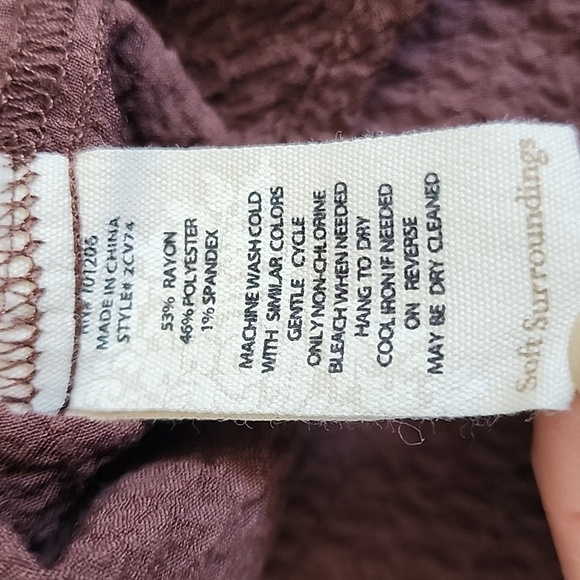 101206
MADE IN CHINA
STYLE# 2CV74
53% RAYON
46% POLYESTER
1% SPANDEX
MACHINE WASH COLD
WITH SIMILAR COLORS
GENTLE CYCLE
ONLY NON-CHLORINE
BLEACH WHEN NEEDED
HANG TO DRY
COOL IRON IF NEEDED
ON REVERSE
MAY BE DRY CLEANED
Soft Surroundings